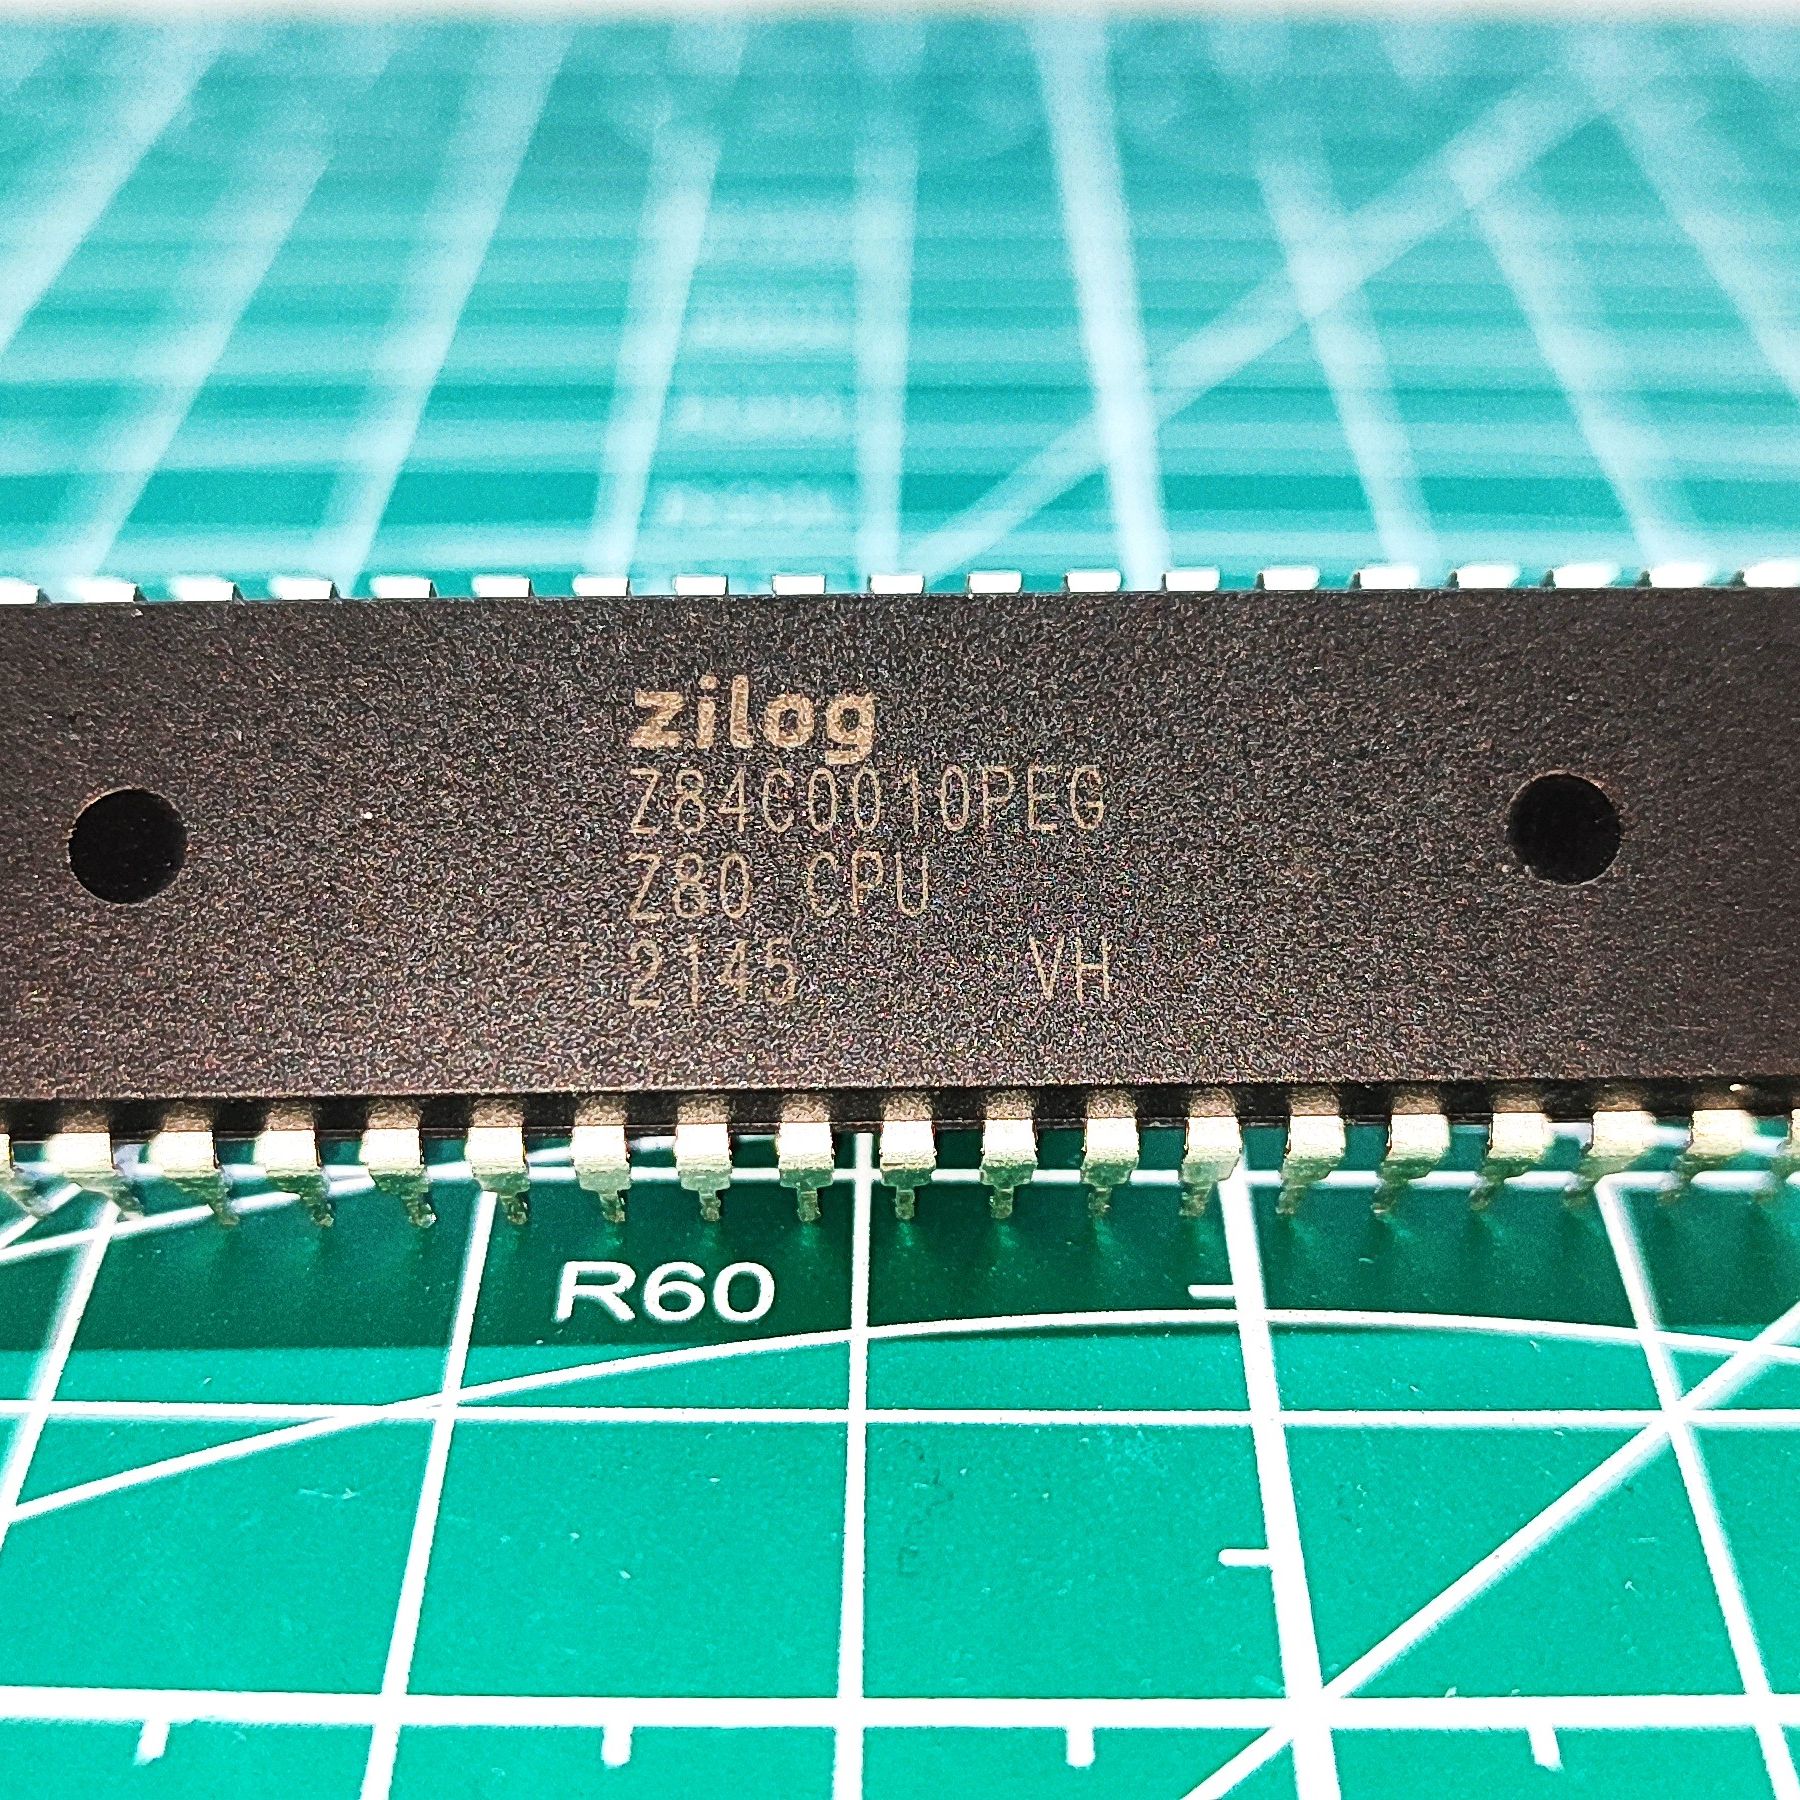 zilog
Z84C0010PEG
Z80 CPU
2145 VH
R60